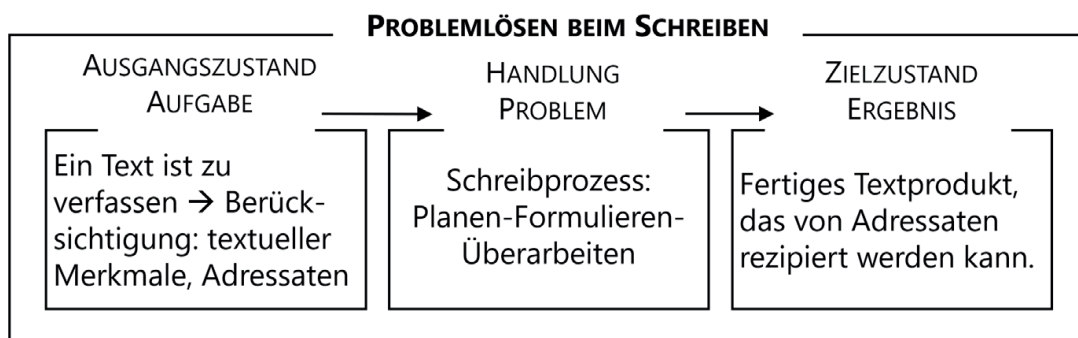 PROBLEMLÖSEN BEIM SCHREIBEN
AUSGANGSZUSTAND
AUFGABE
Ein Text ist zu
verfassen → Berück-
sichtigung: textueller
Merkmale, Adressaten
HANDLUNG
PROBLEM
Schreibprozess:
Planen-Formulieren-
Überarbeiten
ZIELZUSTAND
ERGEBNIS
Fertiges Textprodukt,
das von Adressaten
rezipiert werden kann.